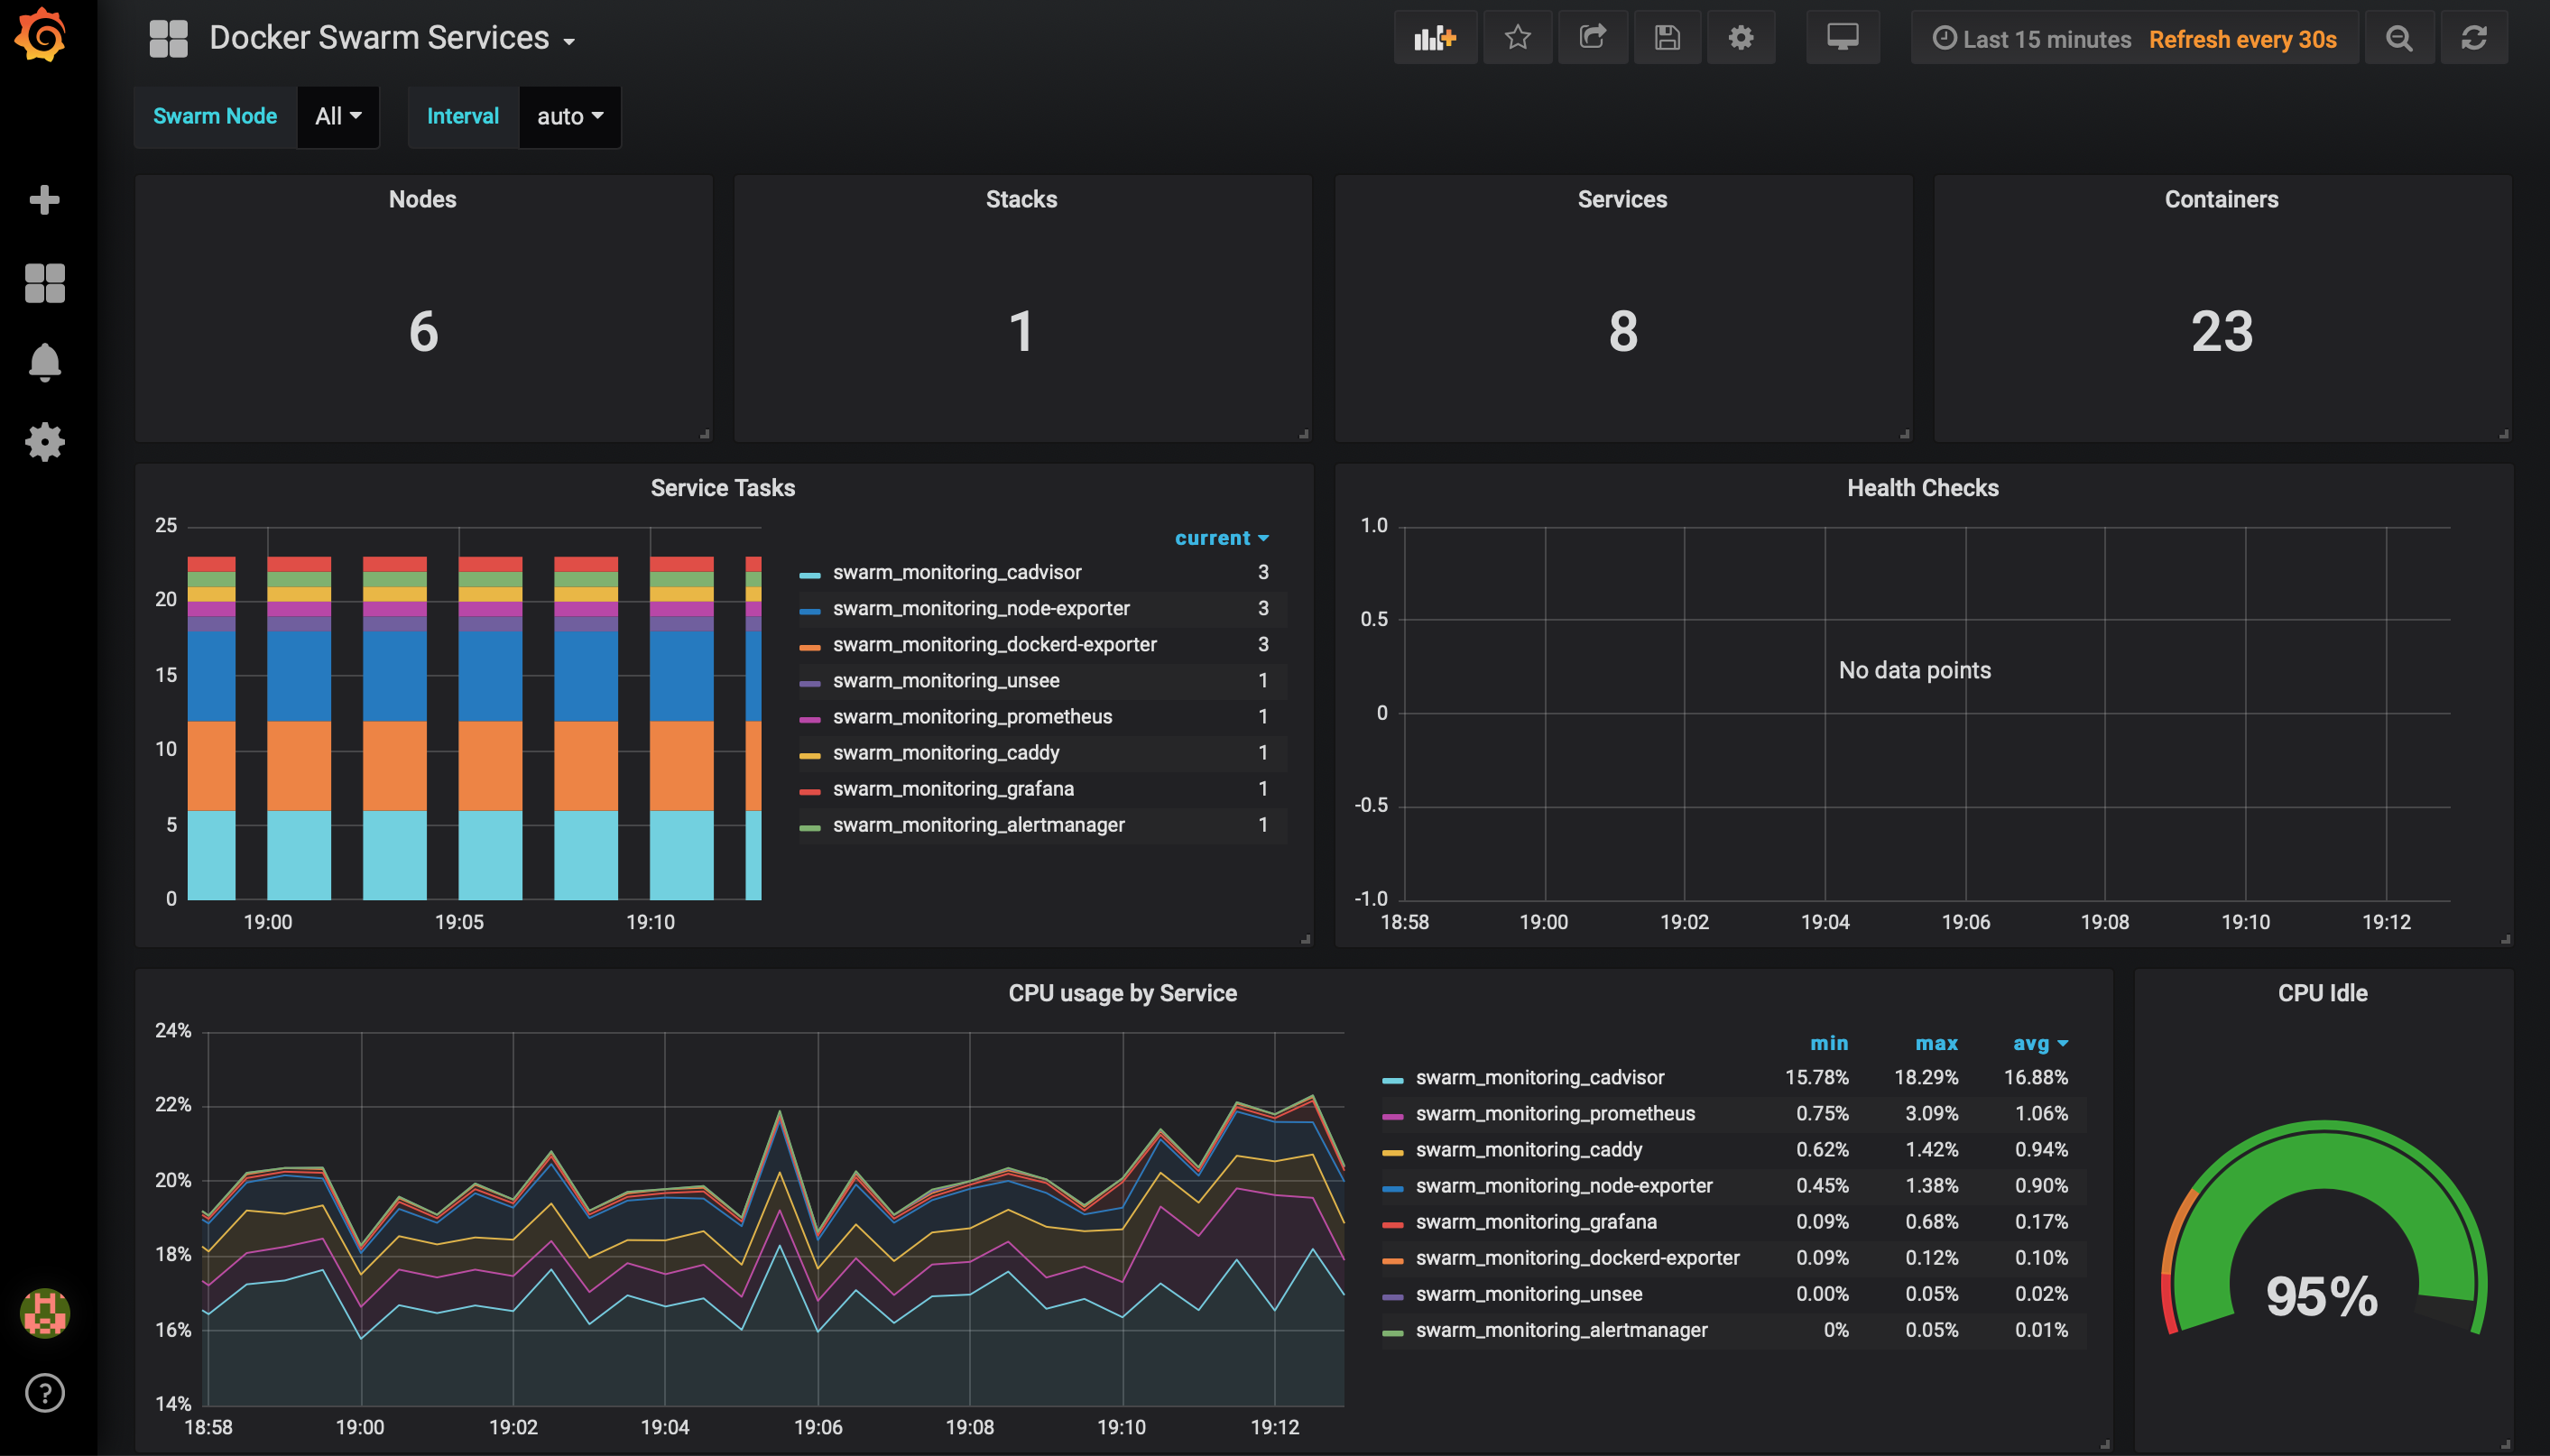 Docker Swarm Services
Last 15 minutes Refresh every 30s
Swarm Node All Interval auto
Nodes
6
Stacks
1
Services
8
Containers
23
Service Tasks
25
20
15
10
5
0
19:00 19:05 19:10
current
swarm_monitoring_cadvisor 3
swarm_monitoring_node-exporter 3
swarm_monitoring_dockerd-exporter 3
swarm_monitoring_unsee 1
swarm_monitoring_prometheus 1
swarm_monitoring_caddy 1
swarm_monitoring_grafana 1
swarm_monitoring_alertmanager 1
Health Checks
1.0
0.5
0
-0.5
-1.0
No data points
18:58 19:00 19:02 19:04 19:06 19:08 19:10 19:12
CPU usage by Service
24%
22%
20%
18%
16%
14%
18:58 19:00 19:02 19:04 19:06 19:08 19:10 19:12
min max avg
swarm_monitoring_cadvisor 15.78% 18.29% 16.88%
swarm_monitoring_prometheus 0.75% 3.09% 1.06%
swarm_monitoring_caddy 0.62% 1.42% 0.94%
swarm_monitoring_node-exporter 0.45% 1.38% 0.90%
swarm_monitoring_grafana 0.09% 0.68% 0.17%
swarm_monitoring_dockerd-exporter 0.09% 0.12% 0.10%
swarm_monitoring_unsee 0.00% 0.05% 0.02%
swarm_monitoring_alertmanager 0% 0.05% 0.01%
CPU Idle
95%